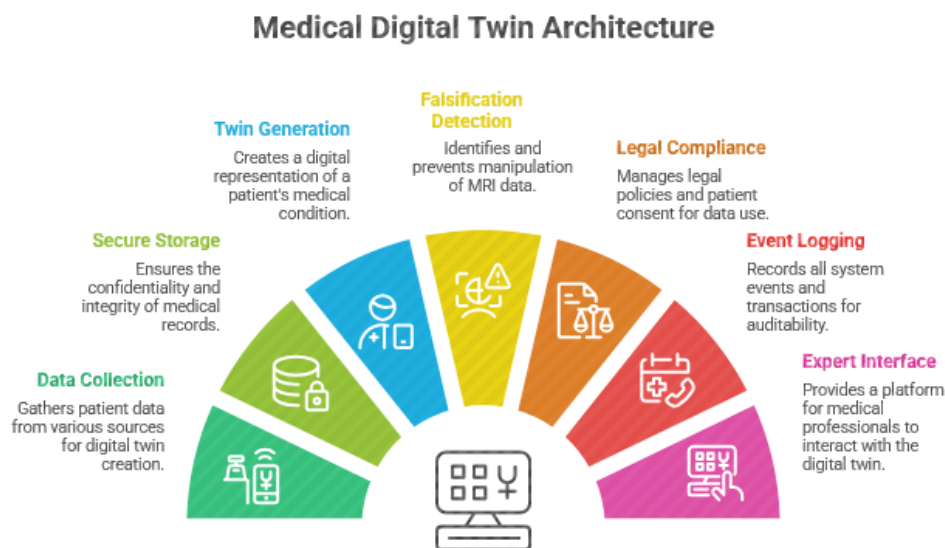 Medical Digital Twin Architecture
Data Collection
Gathers patient data
from various sources
for digital twin
creation.
Secure Storage
Ensures the
confidentiality and
integrity of medical
records.
Twin Generation
Creates a digital
representation of a
patient's medical
condition.
Falsification
Detection
Identifies and
prevents manipulation
of MRI data.
Legal Compliance
Manages legal
policies and patient
consent for data use.
Event Logging
Records all system
events and
transactions for
auditability.
Expert Interface
Provides a platform
for medical
professionals to
interact with the
digital twin.